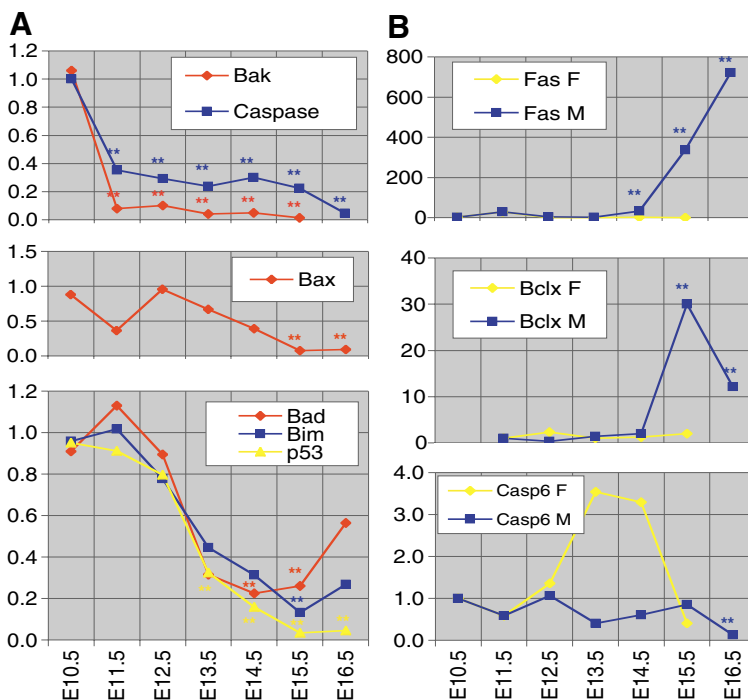 A
1.2
1.0
0.8
0.6
0.4
0.2
0.0
Bak
Caspase
** ** ** ** ** **
** ** ** ** **
1.5
1.0
0.5
0.0
Bax
** **
1.2
1.0
0.8
0.6
0.4
0.2
0.0
Bad
Bim
p53
** **
**
** ** ** **
E10.5
E11.5
E12.5
E13.5
E14.5
E15.5
E16.5
B
800
600
400
200
0
Fas F
Fas M
** ** **
40
30
20
10
0
Bclx F
Bclx M
** **
4.0
3.0
2.0
1.0
0.0
Casp6 F
Casp6 M
**
E10.5
E11.5
E12.5
E13.5
E14.5
E15.5
E16.5